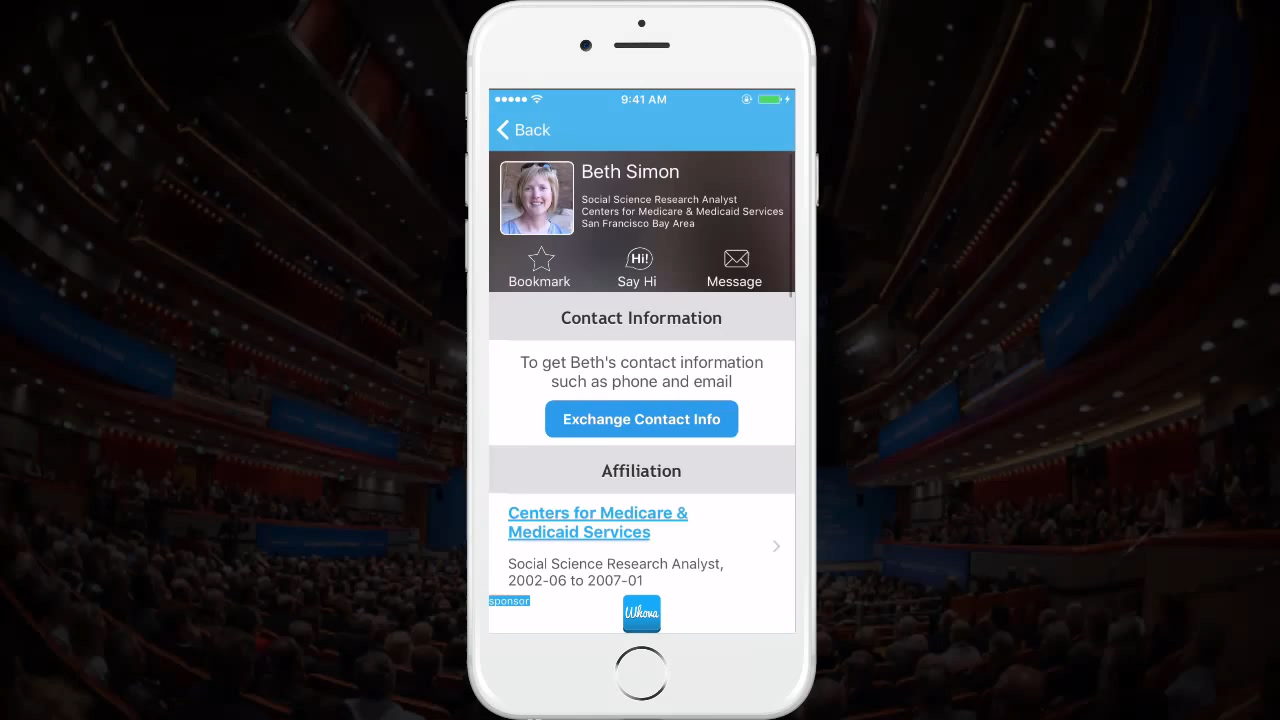 9:41 AM
Back
Beth Simon
Social Science Research Analyst
Centers for Medicare & Medicaid Services
San Francisco Bay Area
Hi!
Bookmark
Say Hi
Message
Contact Information
To get Beth's contact information
such as phone and email
Exchange Contact Info
Affiliation
Centers for Medicare &
Medicaid Services
Social Science Research Analyst,
2002-06 to 2007-01
sponsor
Whova